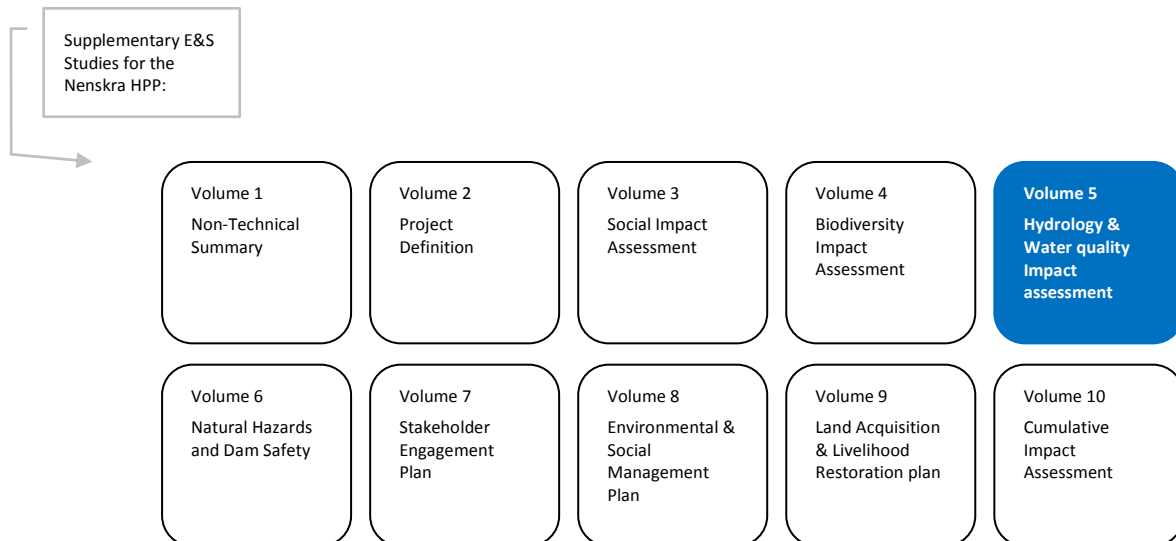 Supplementary E&S
Studies for the
Nenskra HPP:
Volume 1
Non-Technical
Summary
Volume 2
Project
Definition
Volume 3
Social Impact
Assessment
Volume 4
Biodiversity
Impact
Assessment
Volume 5
Hydrology &
Water quality
Impact
assessment
Volume 6
Natural Hazards
and Dam Safety
Volume 7
Stakeholder
Engagement
Plan
Volume 8
Environmental &
Social
Management
Plan
Volume 9
Land Acquisition
& Livelihood
Restoration plan
Volume 10
Cumulative
Impact
Assessment